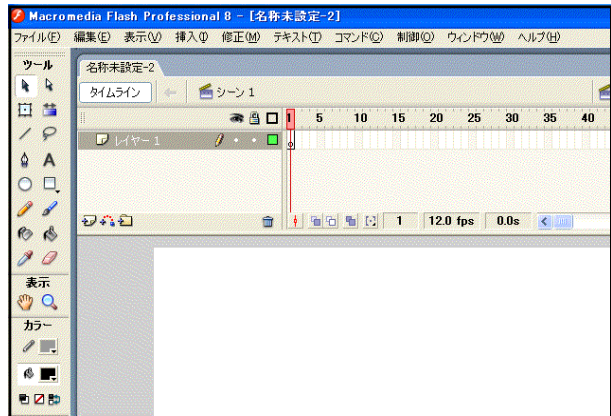 Macromedia Flash Professional 8 - [名称未設定-2]
ファイル(F) 編集(E) 表示(V) 挿入(I) 修正(M) テキスト(T) コマンド(C) 制御(O) ウィンドウ(W) ヘルプ(H)
ツール
名称未設定-2
タイムライン シーン 1
1 5 10 15 20 25 30 35 40
レイヤー 1
1 12.0 fps 0.0s
表示
カラー